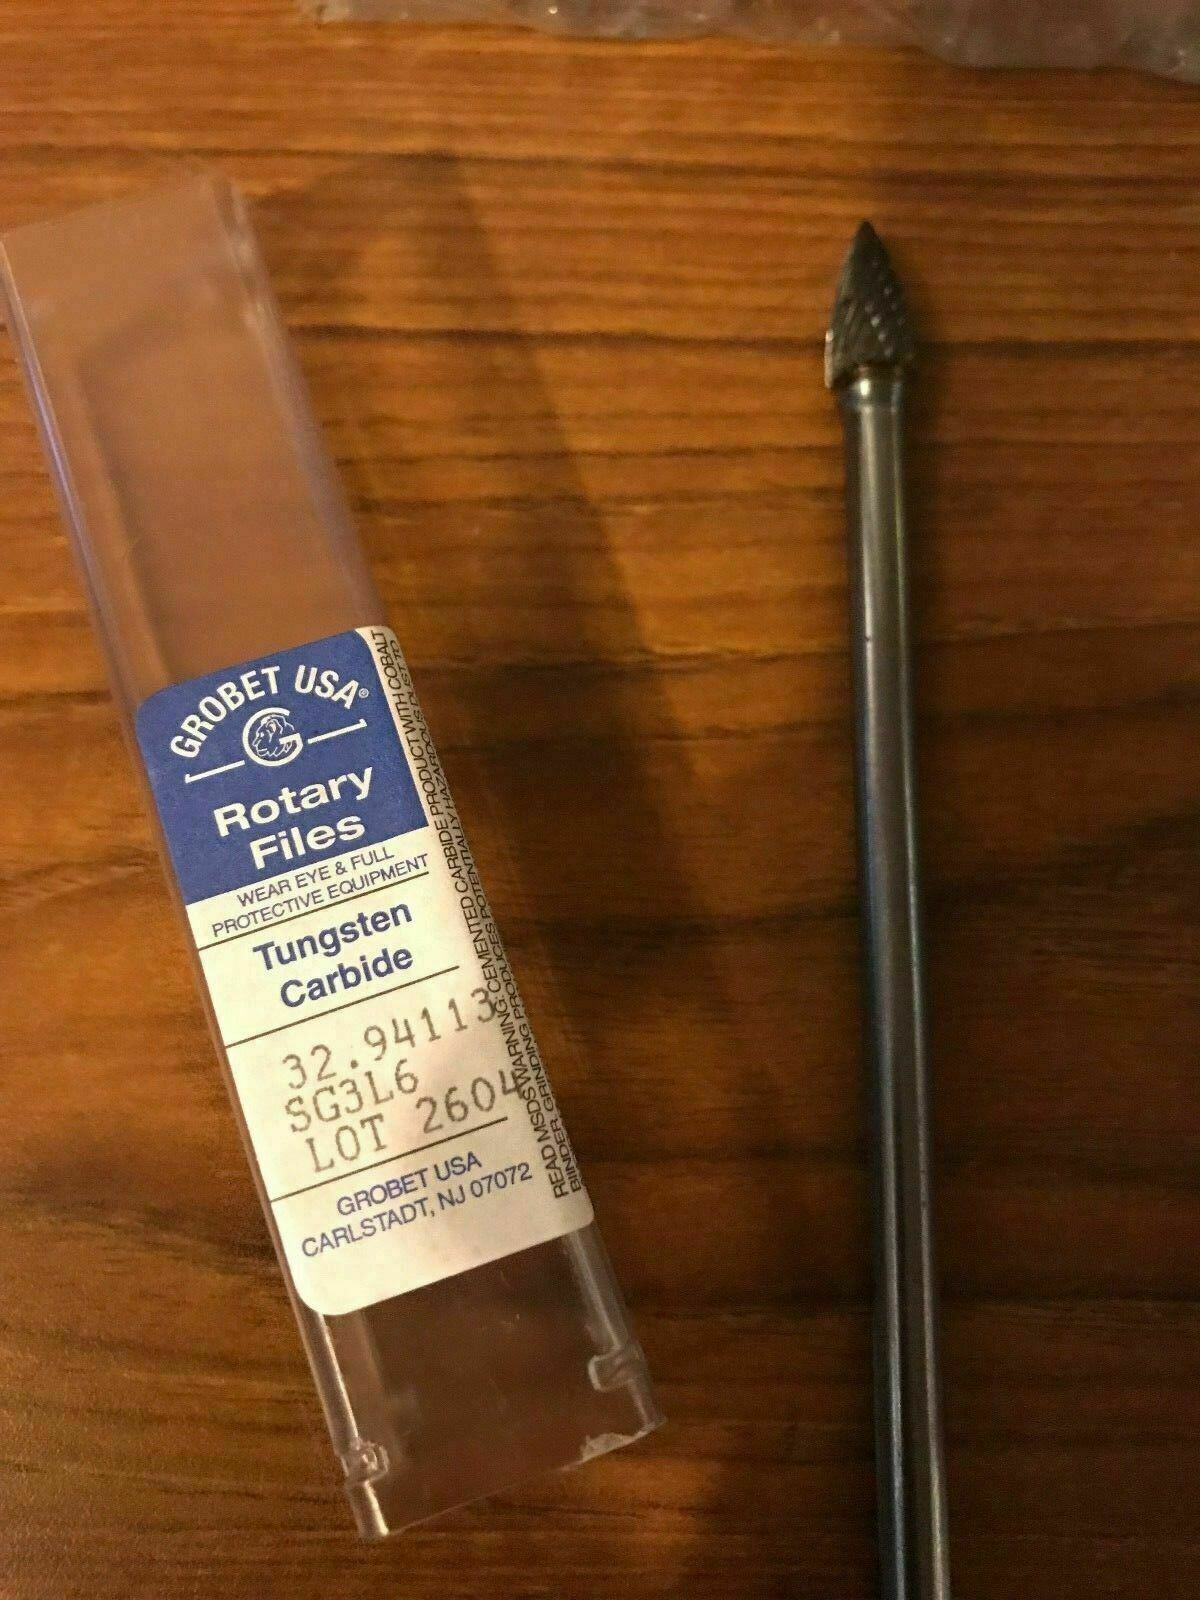 GROBET USA®
G
Rotary
Files
WEAR EYE & FULL
PROTECTIVE EQUIPMENT
Tungsten
Carbide
32.94113
SG3L6
LOT 2604
GROBET USA
CARLSTADT, NJ 07072
READ MSDS WARNING: CEMENTED CARBIDE PRODUCT WITH COBALT
BINDER, GRINDING PRODUCES POTENTIALLY HAZARDOUS DUST TO